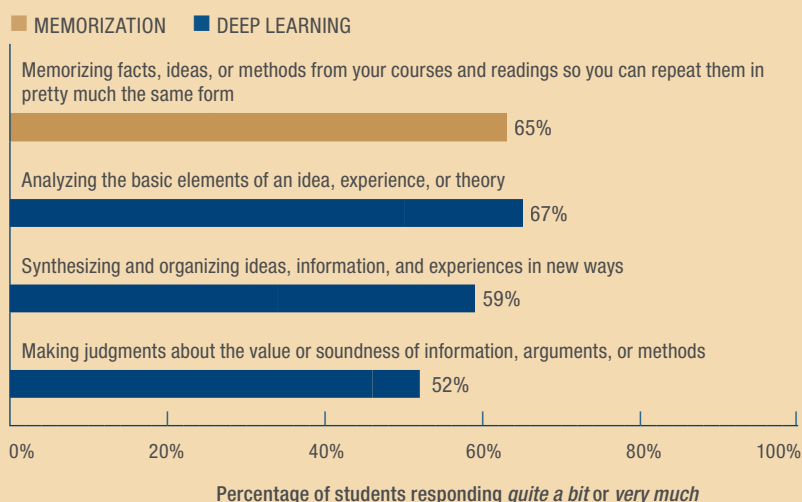 MEMORIZATION DEEP LEARNING
Memorizing facts, ideas, or methods from your courses and readings so you can repeat them in
pretty much the same form
65%
Analyzing the basic elements of an idea, experience, or theory
67%
Synthesizing and organizing ideas, information, and experiences in new ways
59%
Making judgments about the value or soundness of information, arguments, or methods
52%
0% 20% 40% 60% 80% 100%
Percentage of students responding quite a bit or very much